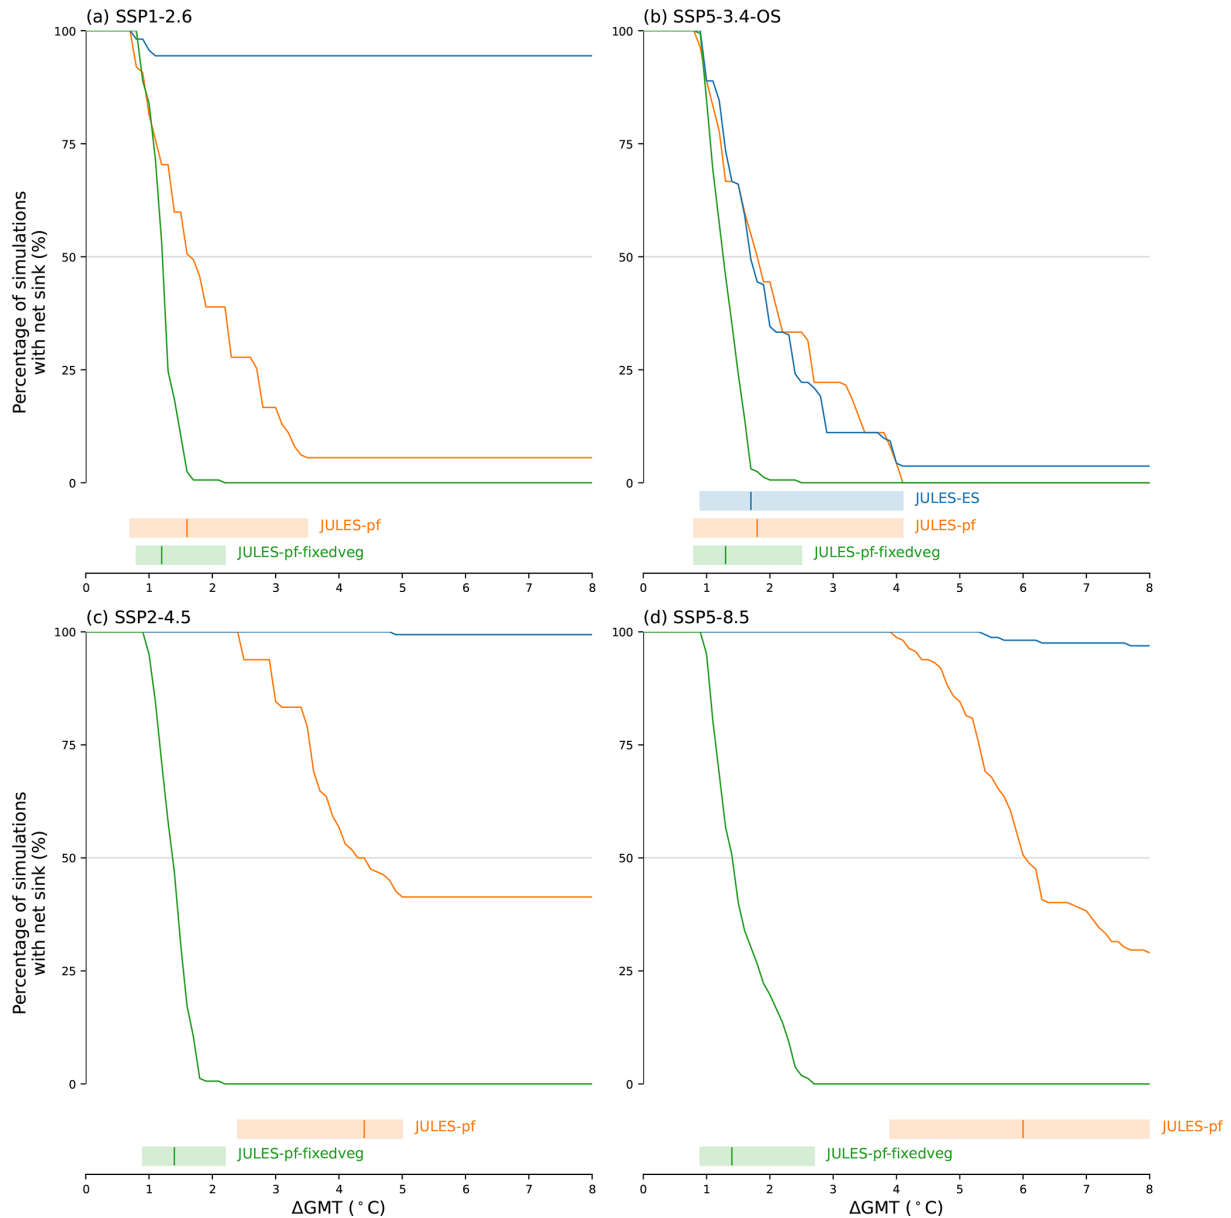 (a) SSP1-2.6
(b) SSP5-3.4-OS
100
75
50
25
0
Percentage of simulations
with net sink (%)
JULES-pf
JULES-pf-fixedveg
0 1 2 3 4 5 6 7 8
100
75
50
25
0
JULES-ES
JULES-pf
JULES-pf-fixedveg
0 1 2 3 4 5 6 7 8
(c) SSP2-4.5
(d) SSP5-8.5
100
75
50
25
0
Percentage of simulations
with net sink (%)
JULES-pf
JULES-pf-fixedveg
0 1 2 3 4 5 6 7 8
ΔGMT (°C)
100
75
50
25
0
JULES-pf
JULES-pf-fixedveg
0 1 2 3 4 5 6 7 8
ΔGMT (°C)